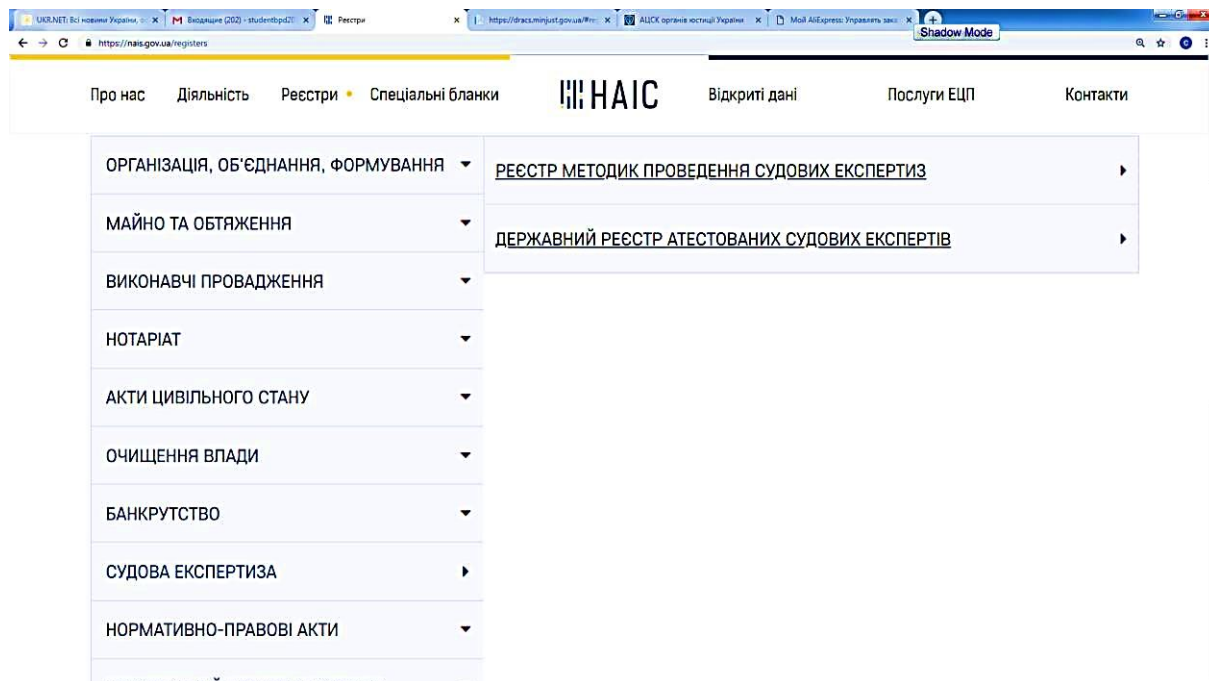 UKR.NET: Всі новини України, о
Входящие (202) - studentbpd2
Реєстри
https://dracs.minjust.gov.ua/#re
АЦСК органів юстиції України
Мой AliExpress: Управлять зака
Shadow Mode
https://nais.gov.ua/registers
Про нас Діяльність Реєстри Спеціальні бланки НАІС Відкриті дані Послуги ЕЦП Контакти
ОРГАНІЗАЦІЯ, ОБ'ЄДНАННЯ, ФОРМУВАННЯ
МАЙНО ТА ОБТЯЖЕННЯ
ВИКОНАВЧІ ПРОВАДЖЕННЯ
НОТАРІАТ
АКТИ ЦИВІЛЬНОГО СТАНУ
ОЧИЩЕННЯ ВЛАДИ
БАНКРУТСТВО
СУДОВА ЕКСПЕРТИЗА
НОРМАТИВНО-ПРАВОВІ АКТИ
РЕЄСТР МЕТОДИК ПРОВЕДЕННЯ СУДОВИХ ЕКСПЕРТИЗ
ДЕРЖАВНИЙ РЕЄСТР АТЕСТОВАНИХ СУДОВИХ ЕКСПЕРТІВ